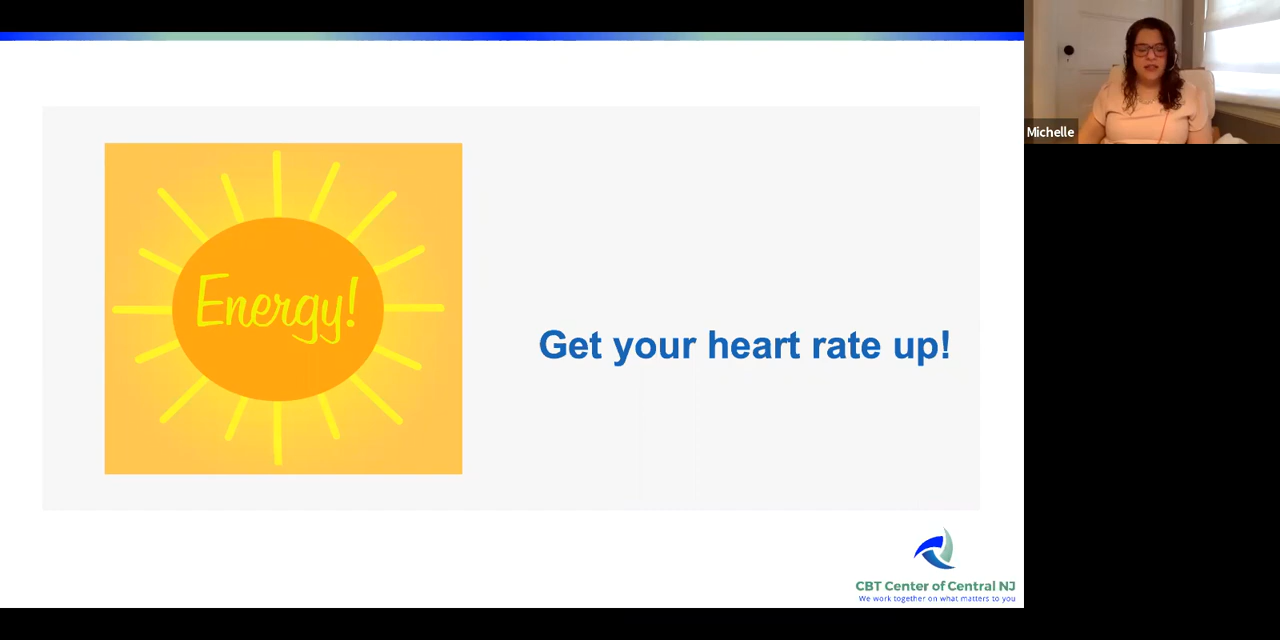 Energy!
Get your heart rate up!
Michelle
CBT Center of Central NJ
We work together on what matters to you